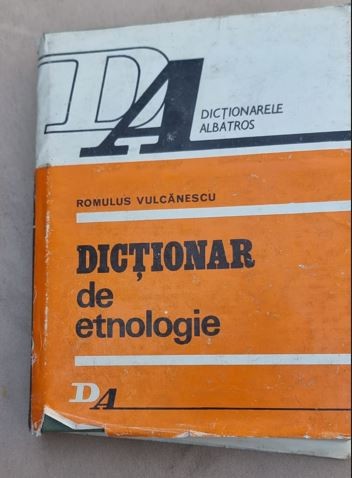 DA
DICȚIONARELE
ALBATROS
ROMULUS VULCĂNESCU
DICȚIONAR
de
etnologie
DA